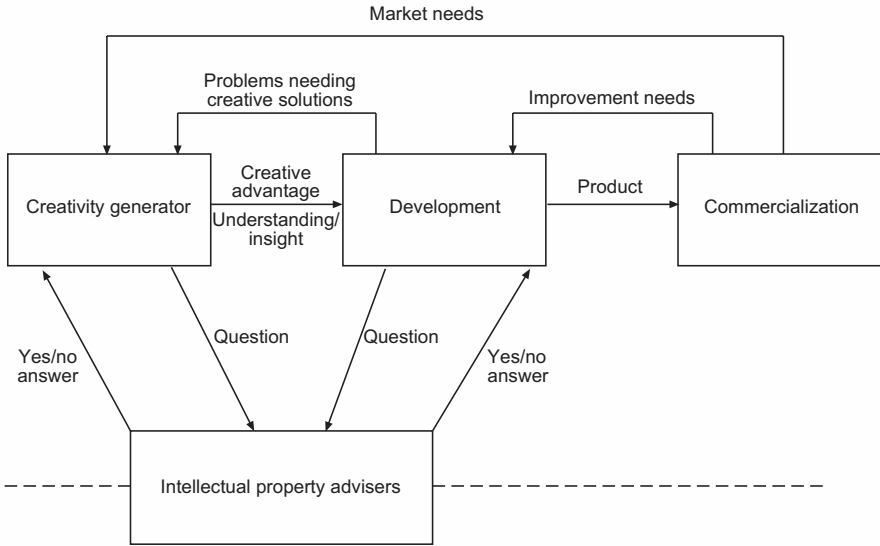 Market needs
Problems needing
creative solutions
Improvement needs
Creativity generator
Creative
advantage
Understanding/
insight
Development
Product
Commercialization
Yes/no
answer
Question
Question
Yes/no
answer
Intellectual property advisers